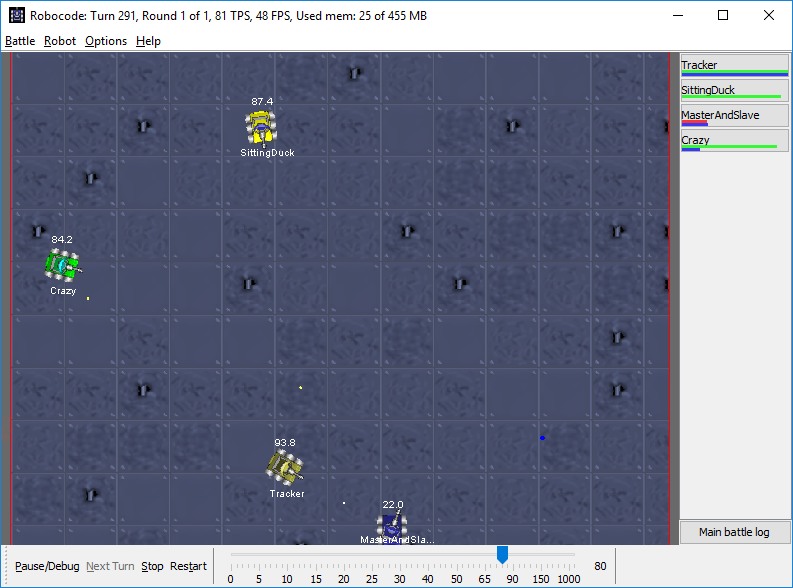 Robocode: Turn 291, Round 1 of 1, 81 TPS, 48 FPS, Used mem: 25 of 455 MB
Battle Robot Options Help
87.4
SittingDuck
84.2
Crazy
93.8
Tracker
22.0
MasterAndSla...
Tracker
SittingDuck
MasterAndSlave
Crazy
Main battle log
Pause/Debug Next Turn Stop Restart
0 5 10 15 20 25 30 40 50 65 90 150 1000
80